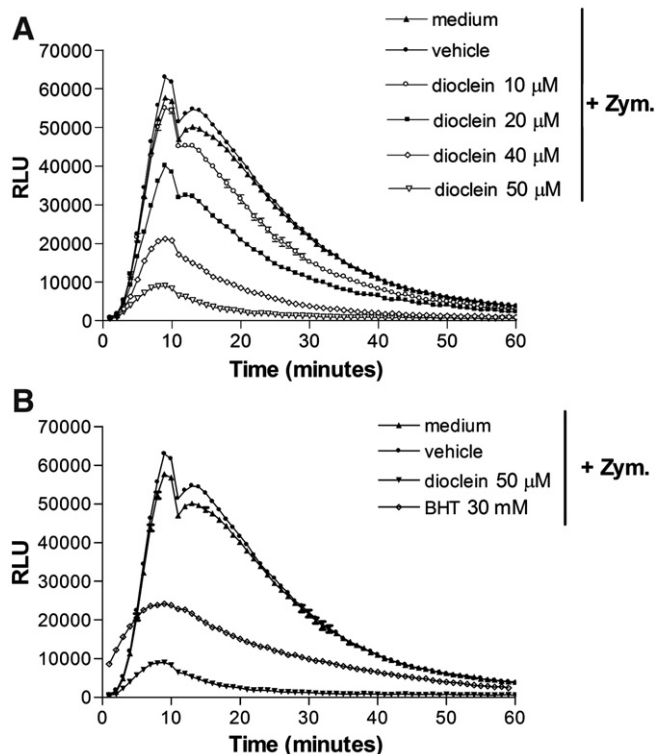 A
medium
vehicle
dioclein 10 μM
dioclein 20 μM
dioclein 40 μM
dioclein 50 μM
+ Zym.
RLU
70000
60000
50000
40000
30000
20000
10000
0
0 10 20 30 40 50 60
Time (minutes)
B
medium
vehicle
dioclein 50 μM
BHT 30 mM
+ Zym.
RLU
70000
60000
50000
40000
30000
20000
10000
0
0 10 20 30 40 50 60
Time (minutes)